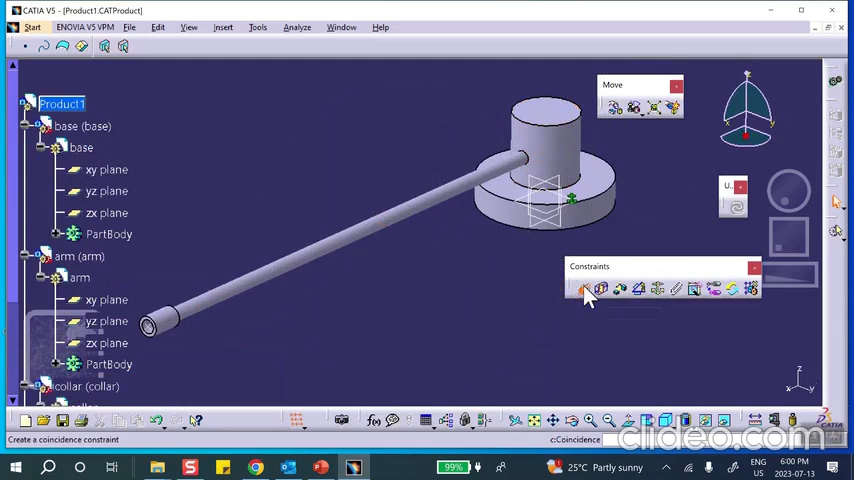 CATIA V5 - [Product1.CATProduct]
Start ENOVIA V5 VPM File Edit View Insert Tools Analyze Window Help
Product1
base (base)
base
xy plane
yz plane
zx plane
PartBody
arm (arm)
arm
xy plane
yz plane
zx plane
PartBody
collar (collar)
Move
U..
Constraints
z
x
y
z
x
y
f(x)
CATIA
Create a coincidence constraint
c:Coincidence
clideo.com
99%
25°C Partly sunny
ENG
US
6:00 PM
2023-07-13